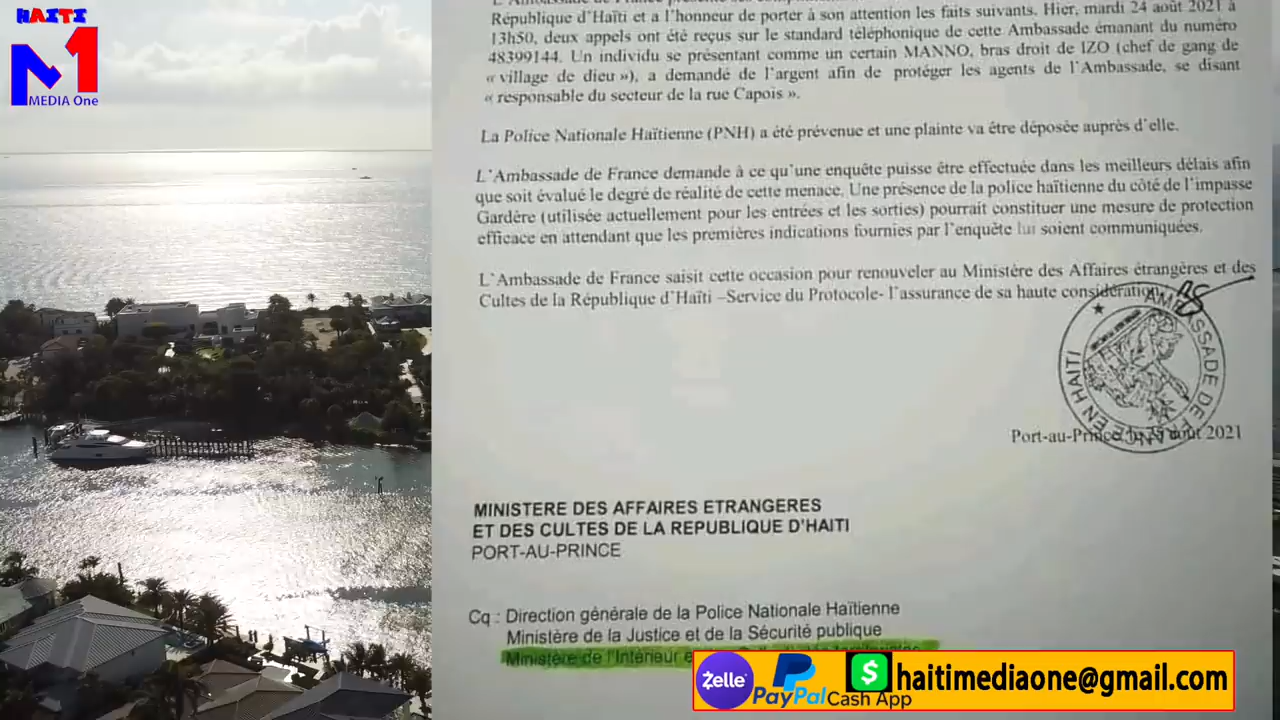 HAITI
M1
MEDIA One
République d'Haïti et a l'honneur de porter à son attention les faits suivants. Hier, mardi 24 août 2021 à
13h50, deux appels ont été reçus sur le standard téléphonique de cette Ambassade émanant du numéro
48399144. Un individu se présentant comme un certain MANNO, bras droit de IZO (chef de gang de
« village de dieu »), a demandé de l'argent afin de protéger les agents de l'Ambassade, se disant
« responsable du secteur de la rue Capois ».
La Police Nationale Haïtienne (PNH) a été prévenue et une plainte va être déposée auprès d'elle.
L'Ambassade de France demande à ce qu'une enquête puisse être effectuée dans les meilleurs délais afin
que soit évalué le degré de réalité de cette menace. Une présence de la police haïtienne du côté de l'impasse
Gardère (utilisée actuellement pour les entrées et les sorties) pourrait constituer une mesure de protection
efficace en attendant que les premières indications fournies par l'enquête lui soient communiquées.
L'Ambassade de France saisit cette occasion pour renouveler au Ministère des Affaires étrangères et des
Cultes de la République d'Haïti –Service du Protocole- l'assurance de sa haute considération
AMBASSADE DE FRANCE EN HAITI
Port-au-Prince, août 2021
MINISTERE DES AFFAIRES ETRANGERES
ET DES CULTES DE LA REPUBLIQUE D'HAITI
PORT-AU-PRINCE
Cq : Direction générale de la Police Nationale Haïtienne
Ministère de la Justice et de la Sécurité publique
Ministère de l'Intérieur
Zelle PayPal $ Cash App haitimediaone@gmail.com